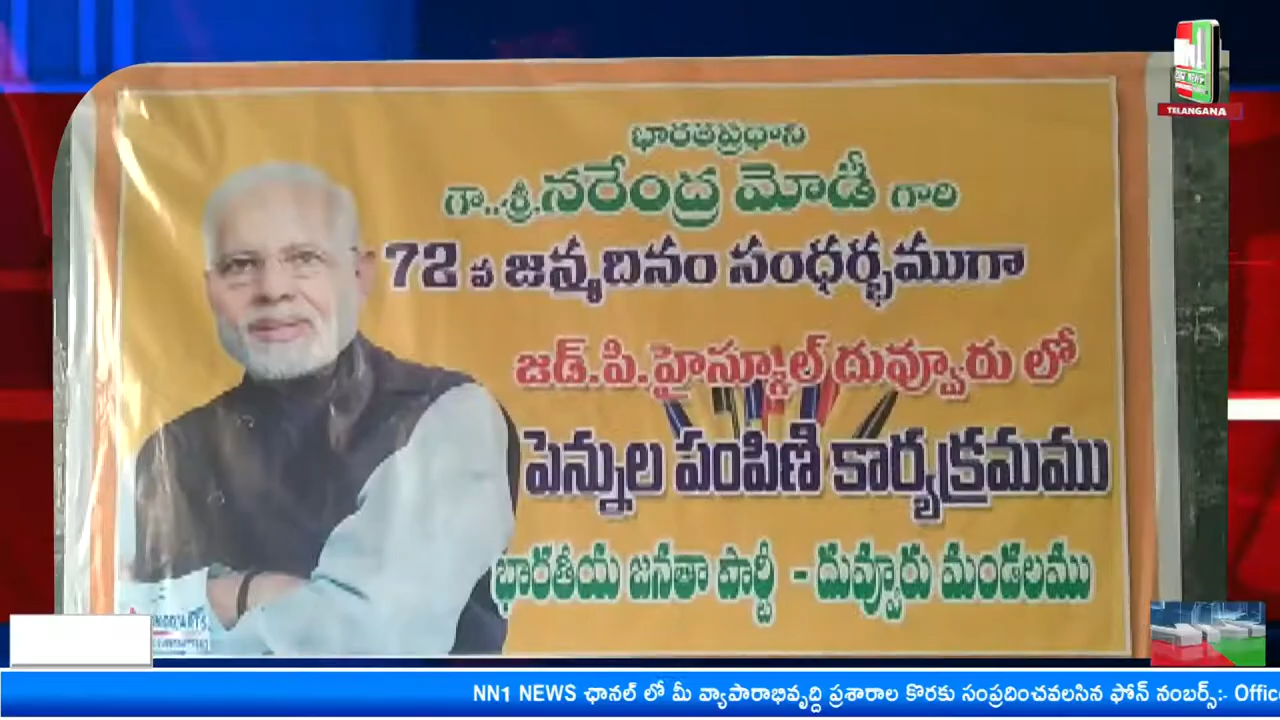 NN1
TELANGANA
భారతప్రధాని
గా..శ్రీ.నరేంద్ర మోడీ గారి
72 వ జన్మదినం సంధర్భముగా
జడ్.పి.హైస్కూల్ దువ్వూరు లో
పెన్నుల పంపిణి కార్యక్రమము
భారతీయ జనతా పార్టీ - దువ్వూరు మండలము
NN1 NEWS ఛానల్ లో మీ వ్యాపారాభివృద్ది ప్రశారాల కొరకు సంప్రదించవలసిన ఫోన్ నంబర్స్:- Offic